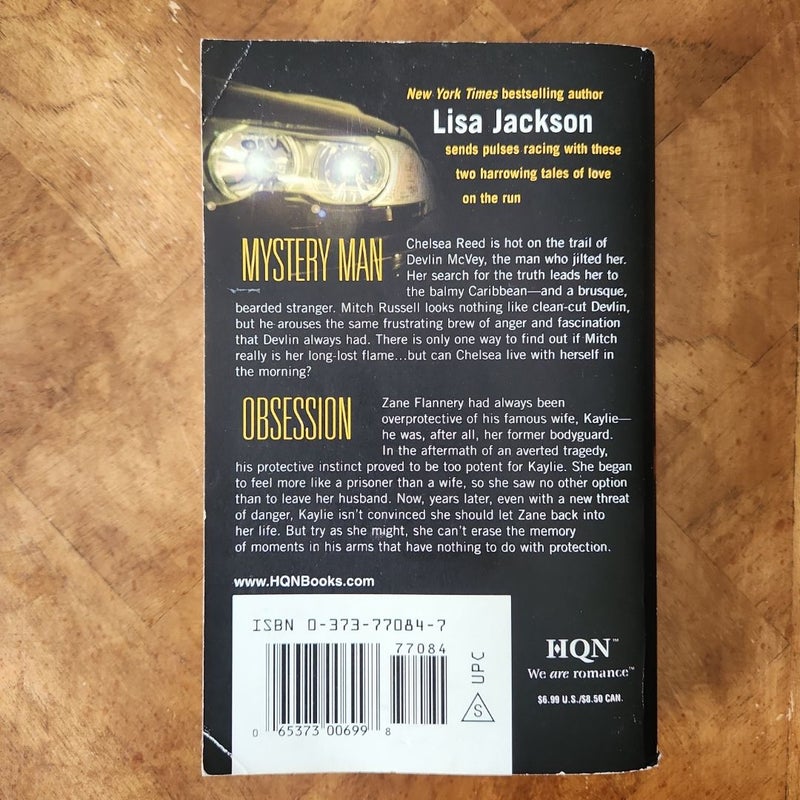 New York Times bestselling author
Lisa Jackson
sends pulses racing with these
two harrowing tales of love
on the run
MYSTERY MAN
Chelsea Reed is hot on the trail of
Devlin McVey, the man who jilted her.
Her search for the truth leads her to
the balmy Caribbean—and a brusque,
bearded stranger. Mitch Russell looks nothing like clean-cut Devlin,
but he arouses the same frustrating brew of anger and fascination
that Devlin always had. There is only one way to find out if Mitch
really is her long-lost flame...but can Chelsea live with herself in
the morning?
OBSESSION
Zane Flannery had always been
overprotective of his famous wife, Kaylie—
he was, after all, her former bodyguard.
In the aftermath of an averted tragedy,
his protective instinct proved to be too potent for Kaylie. She began
to feel more like a prisoner than a wife, so she saw no other option
than to leave her husband. Now, years later, even with a new threat
of danger, Kaylie isn't convinced she should let Zane back into
her life. But try as she might, she can't erase the memory
of moments in his arms that have nothing to do with protection.
www.HQNBooks.com
ISBN 0-373-77084-7
77084
UPC
S
0 65373 00699 8
HQN™
We are romance™
$6.99 U.S./$8.50 CAN.